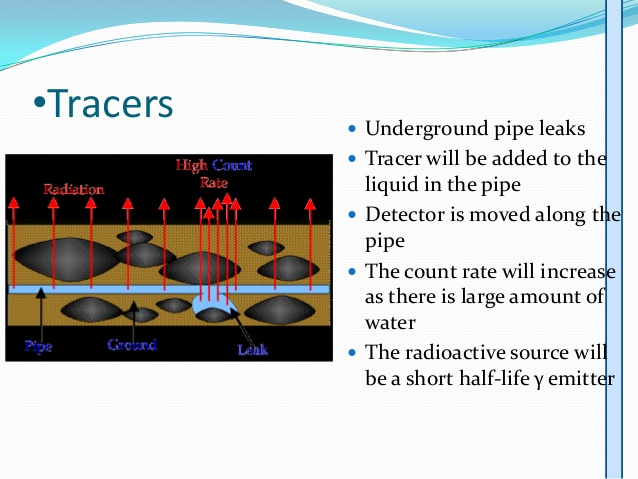 •Tracers
High Count
Rate
Radiation
Pipe
Ground
Leak
• Underground pipe leaks
• Tracer will be added to the
liquid in the pipe
• Detector is moved along the
pipe
• The count rate will increase
as there is large amount of
water
• The radioactive source will
be a short half-life γ emitter